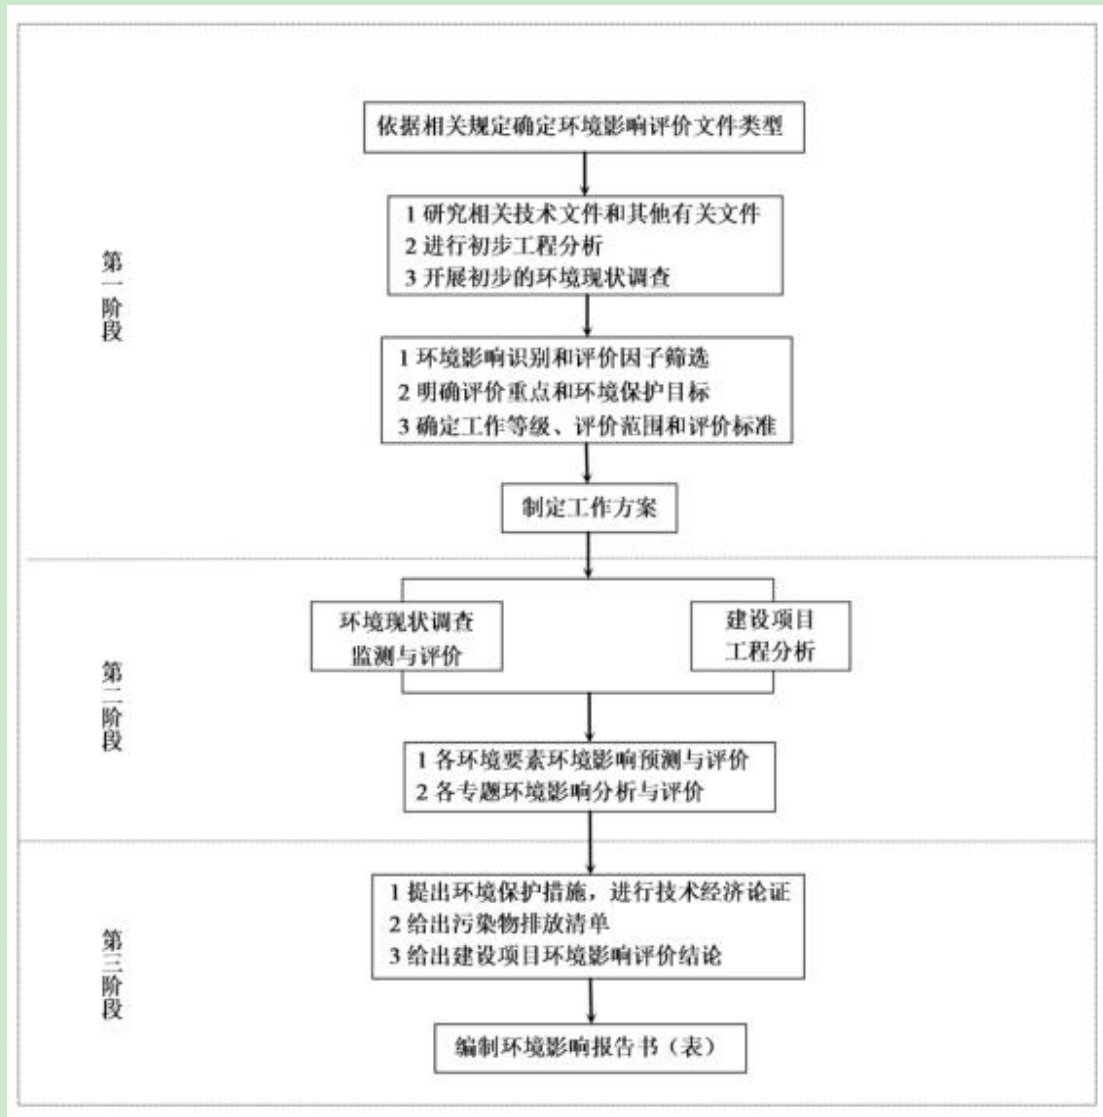 依据相关规定确定环境影响评价文件类型
1 研究相关技术文件和其他有关文件
2 进行初步工程分析
3 开展初步的环境现状调查
第一阶段
1 环境影响识别和评价因子筛选
2 明确评价重点和环境保护目标
3 确定工作等级、评价范围和评价标准
制定工作方案
环境现状调查
监测与评价
建设项目
工程分析
第二阶段
1 各环境要素环境影响预测与评价
2 各专题环境影响分析与评价
1 提出环境保护措施，进行技术经济论证
2 给出污染物排放清单
3 给出建设项目环境影响评价结论
第三阶段
编制环境影响报告书（表）